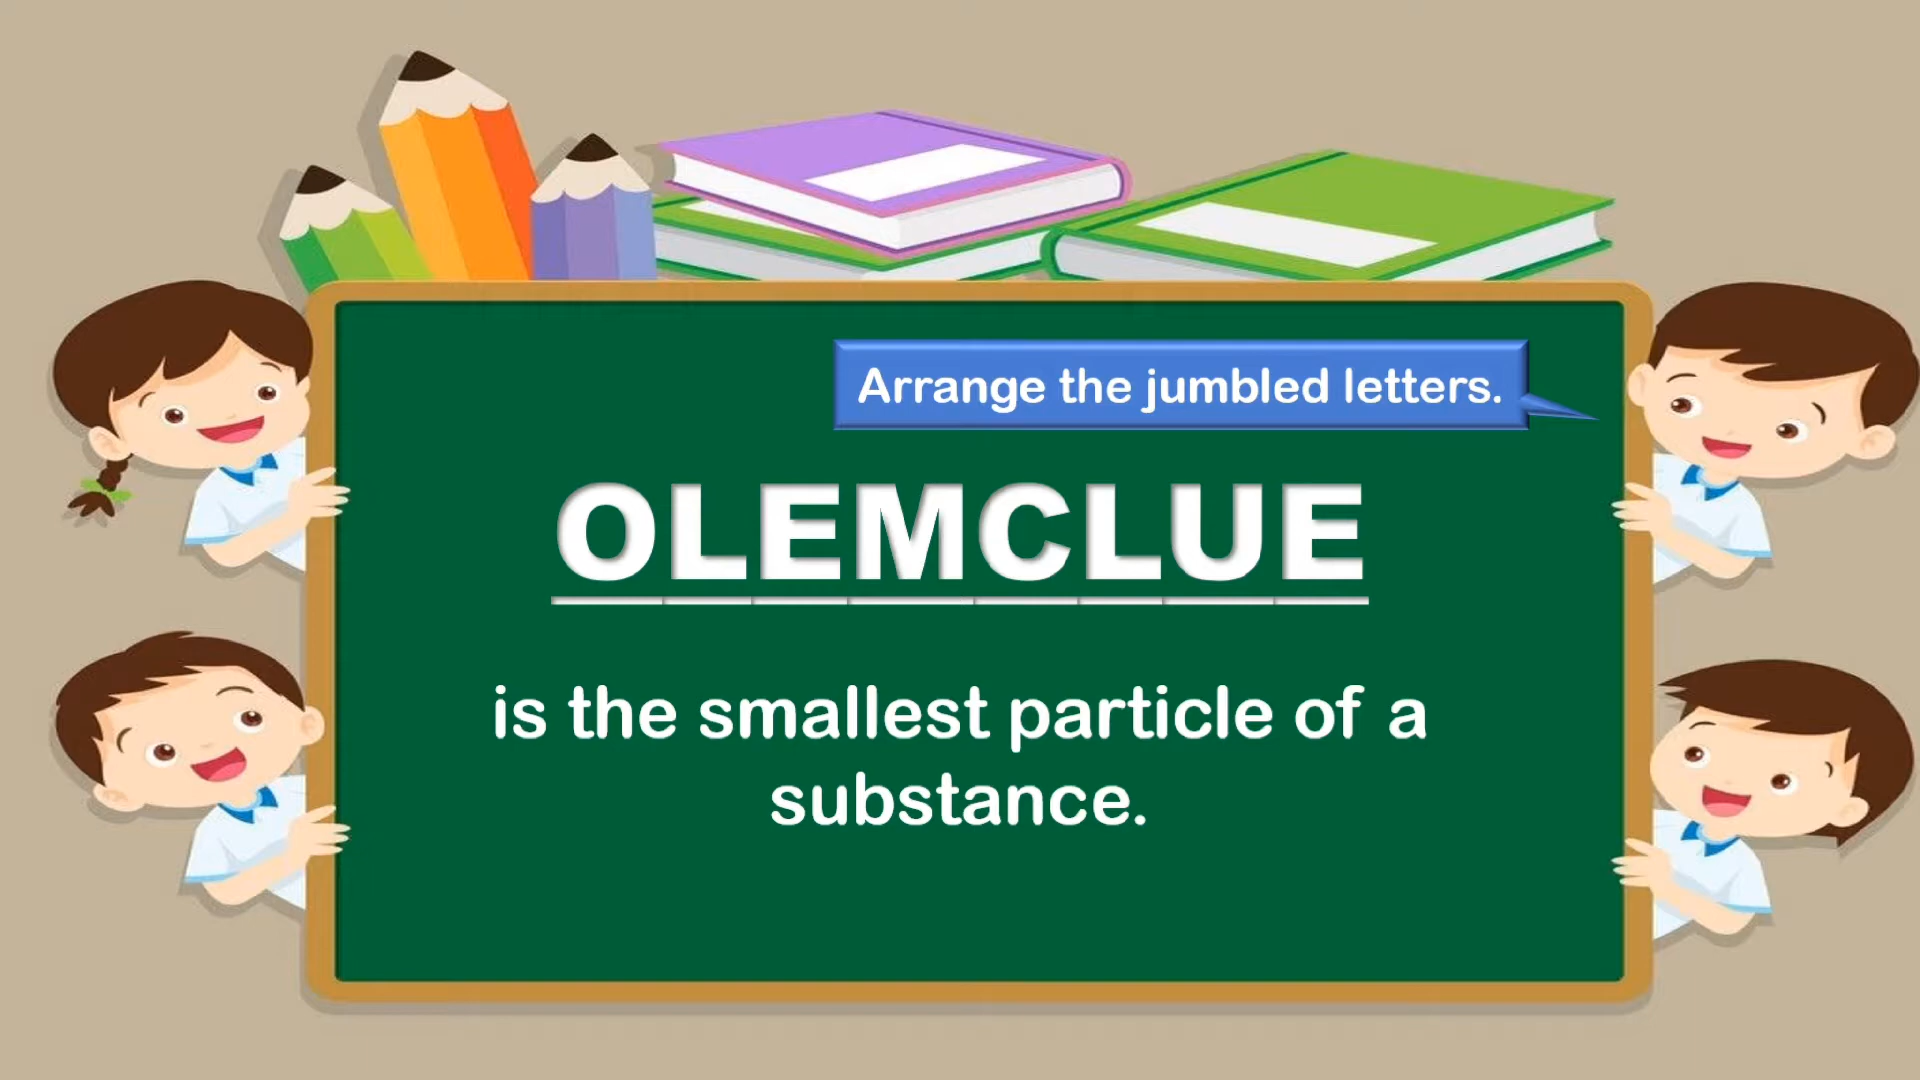 Arrange the jumbled letters.
OLEMCLUE
is the smallest particle of a
substance.